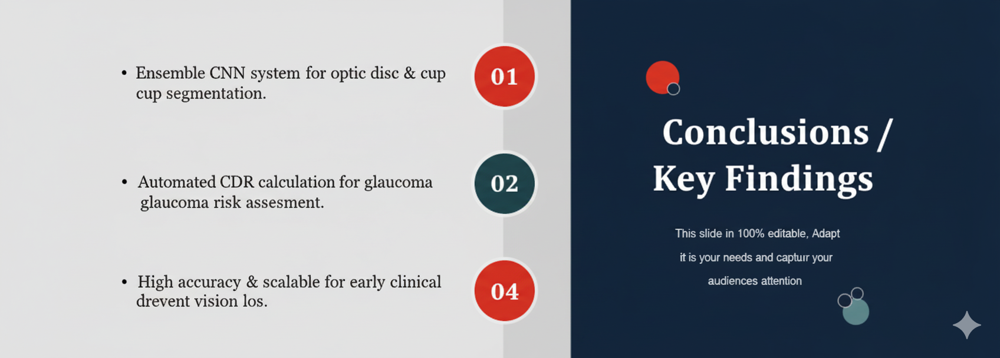 • Ensemble CNN system for optic disc & cup
cup segmentation.
01
• Automated CDR calculation for glaucoma
glaucoma risk assesment.
02
• High accuracy & scalable for early clinical
drevent vision los.
04
Conclusions /
Key Findings
This slide in 100% editable, Adapt
it is your needs and captuır your
audiences attention